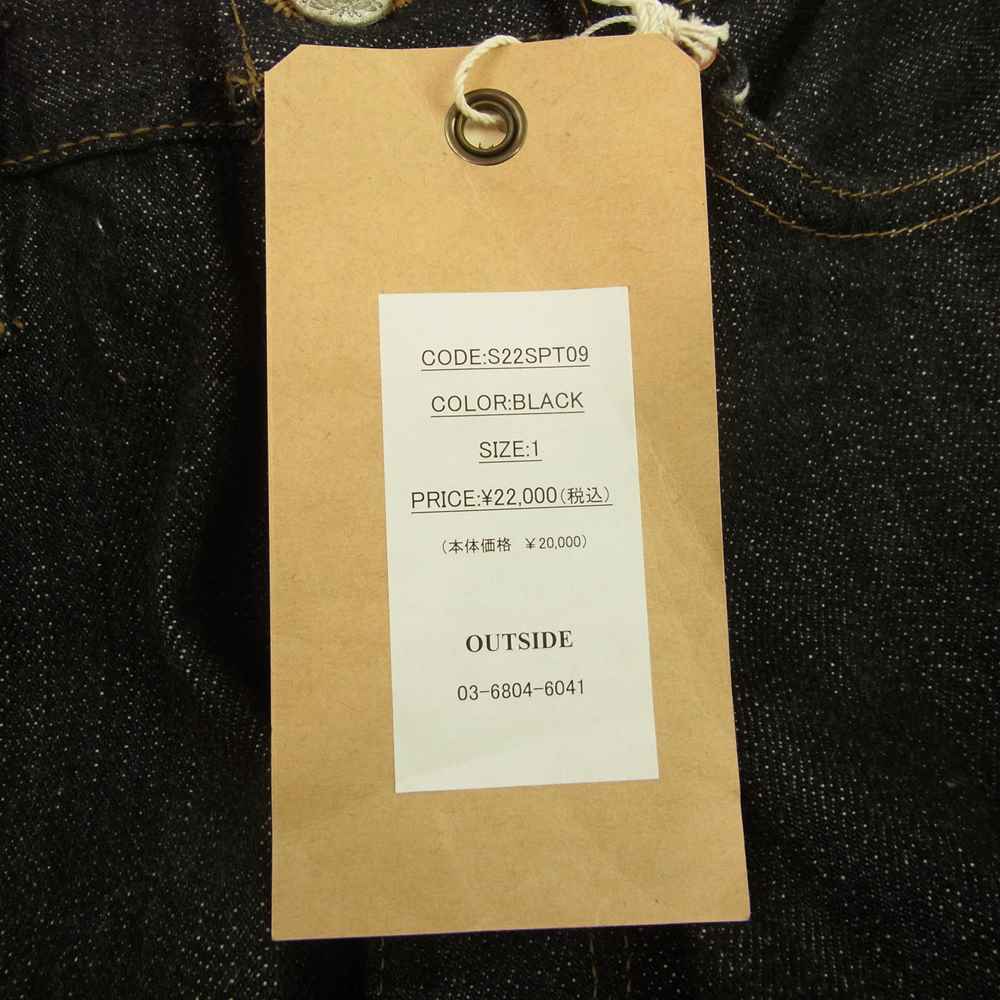 CODE:S22SPT09
COLOR:BLACK
SIZE:1
PRICE:¥22,000(税込)
(本体価格 ¥20,000)
OUTSIDE
03-6804-6041